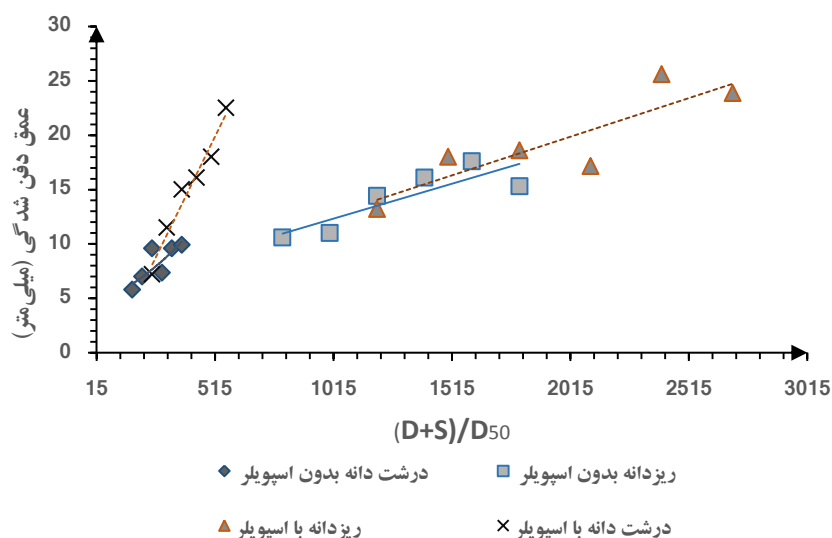 30
25
20
15
10
5
0
عمق دفن شدگی (میلی‌متر)
15 515 1015 1515 2015 2515 3015
(D+S)/D50
درشت دانه بدون اسپویلر
ریزدانه بدون اسپویلر
ریزدانه با اسپویلر
درشت دانه با اسپویلر